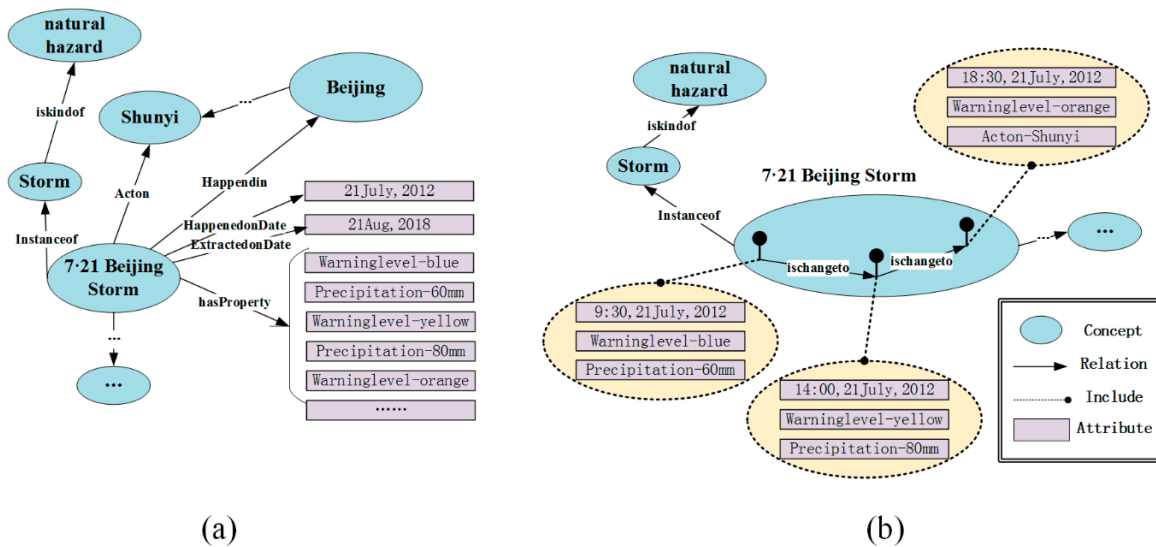 natural
hazard
iskindof
Storm
Instanceof
7·21 Beijing
Storm
...
...
Shunyi
Acton
...
Beijing
Happendin
HappenedonDate
ExtractedonDate
hasProperty
21July,2012
21Aug,2018
Warninglevel-blue
Precipitation-60mm
Warninglevel-yellow
Precipitation-80mm
Warninglevel-orange
......
(a)
natural
hazard
iskindof
Storm
Instanceof
7·21 Beijing Storm
ischangeto
ischangeto
...
...
18:30,21July,2012
Warninglevel-orange
Acton-Shunyi
9:30,21July,2012
Warninglevel-blue
Precipitation-60mm
14:00,21July,2012
Warninglevel-yellow
Precipitation-80mm
Concept
Relation
Include
Attribute
(b)